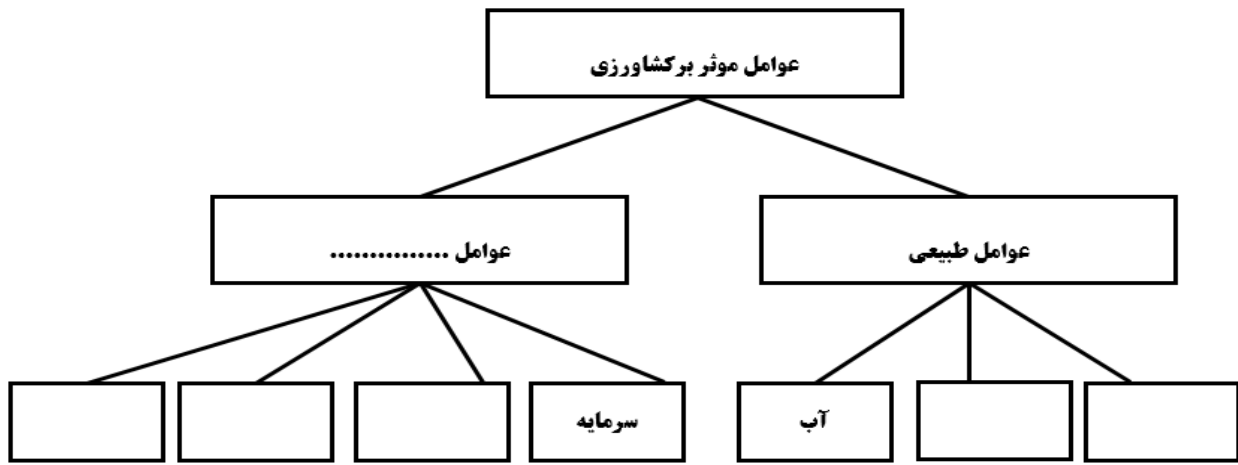 عوامل موثر برکشاورزی
عوامل طبیعی
عوامل ...............
آب
سرمایه